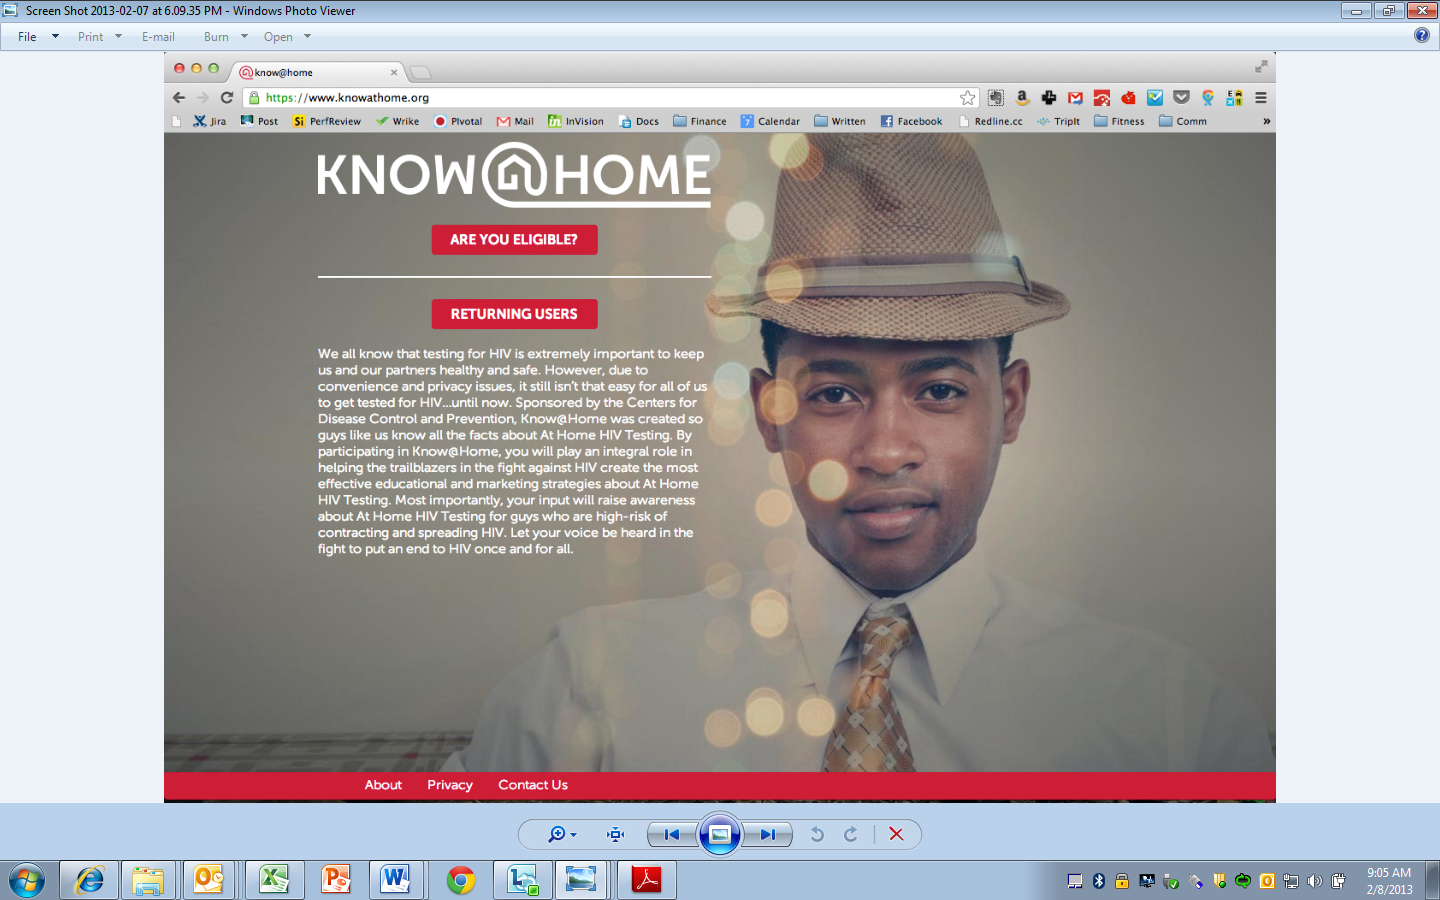 Screen Shot 2013-02-07 at 6.09.35 PM - Windows Photo Viewer
File Print E-mail Burn Open
know@home
https://www.knowathome.org
Jira Post PerfReview Wrike PIvotal Mail InVision Docs Finance Calendar Written Facebook Redline.cc TripIt Fitness Comm »
KNOW@HOME
ARE YOU ELIGIBLE?
RETURNING USERS
We all know that testing for HIV is extremely important to keep
us and our partners healthy and safe. However, due to
convenience and privacy issues, it still isn't that easy for all of us
to get tested for HIV...until now. Sponsored by the Centers for
Disease Control and Prevention, Know@Home was created so
guys like us know all the facts about At Home HIV Testing. By
participating in Know@Home, you will play an integral role in
helping the trailblazers in the fight against HIV create the most
effective educational and marketing strategies about At Home
HIV Testing. Most importantly, your input will raise awareness
about At Home HIV Testing for guys who are high-risk of
contracting and spreading HIV. Let your voice be heard in the
fight to put an end to HIV once and for all.
About Privacy Contact Us
9:05 AM
2/8/2013